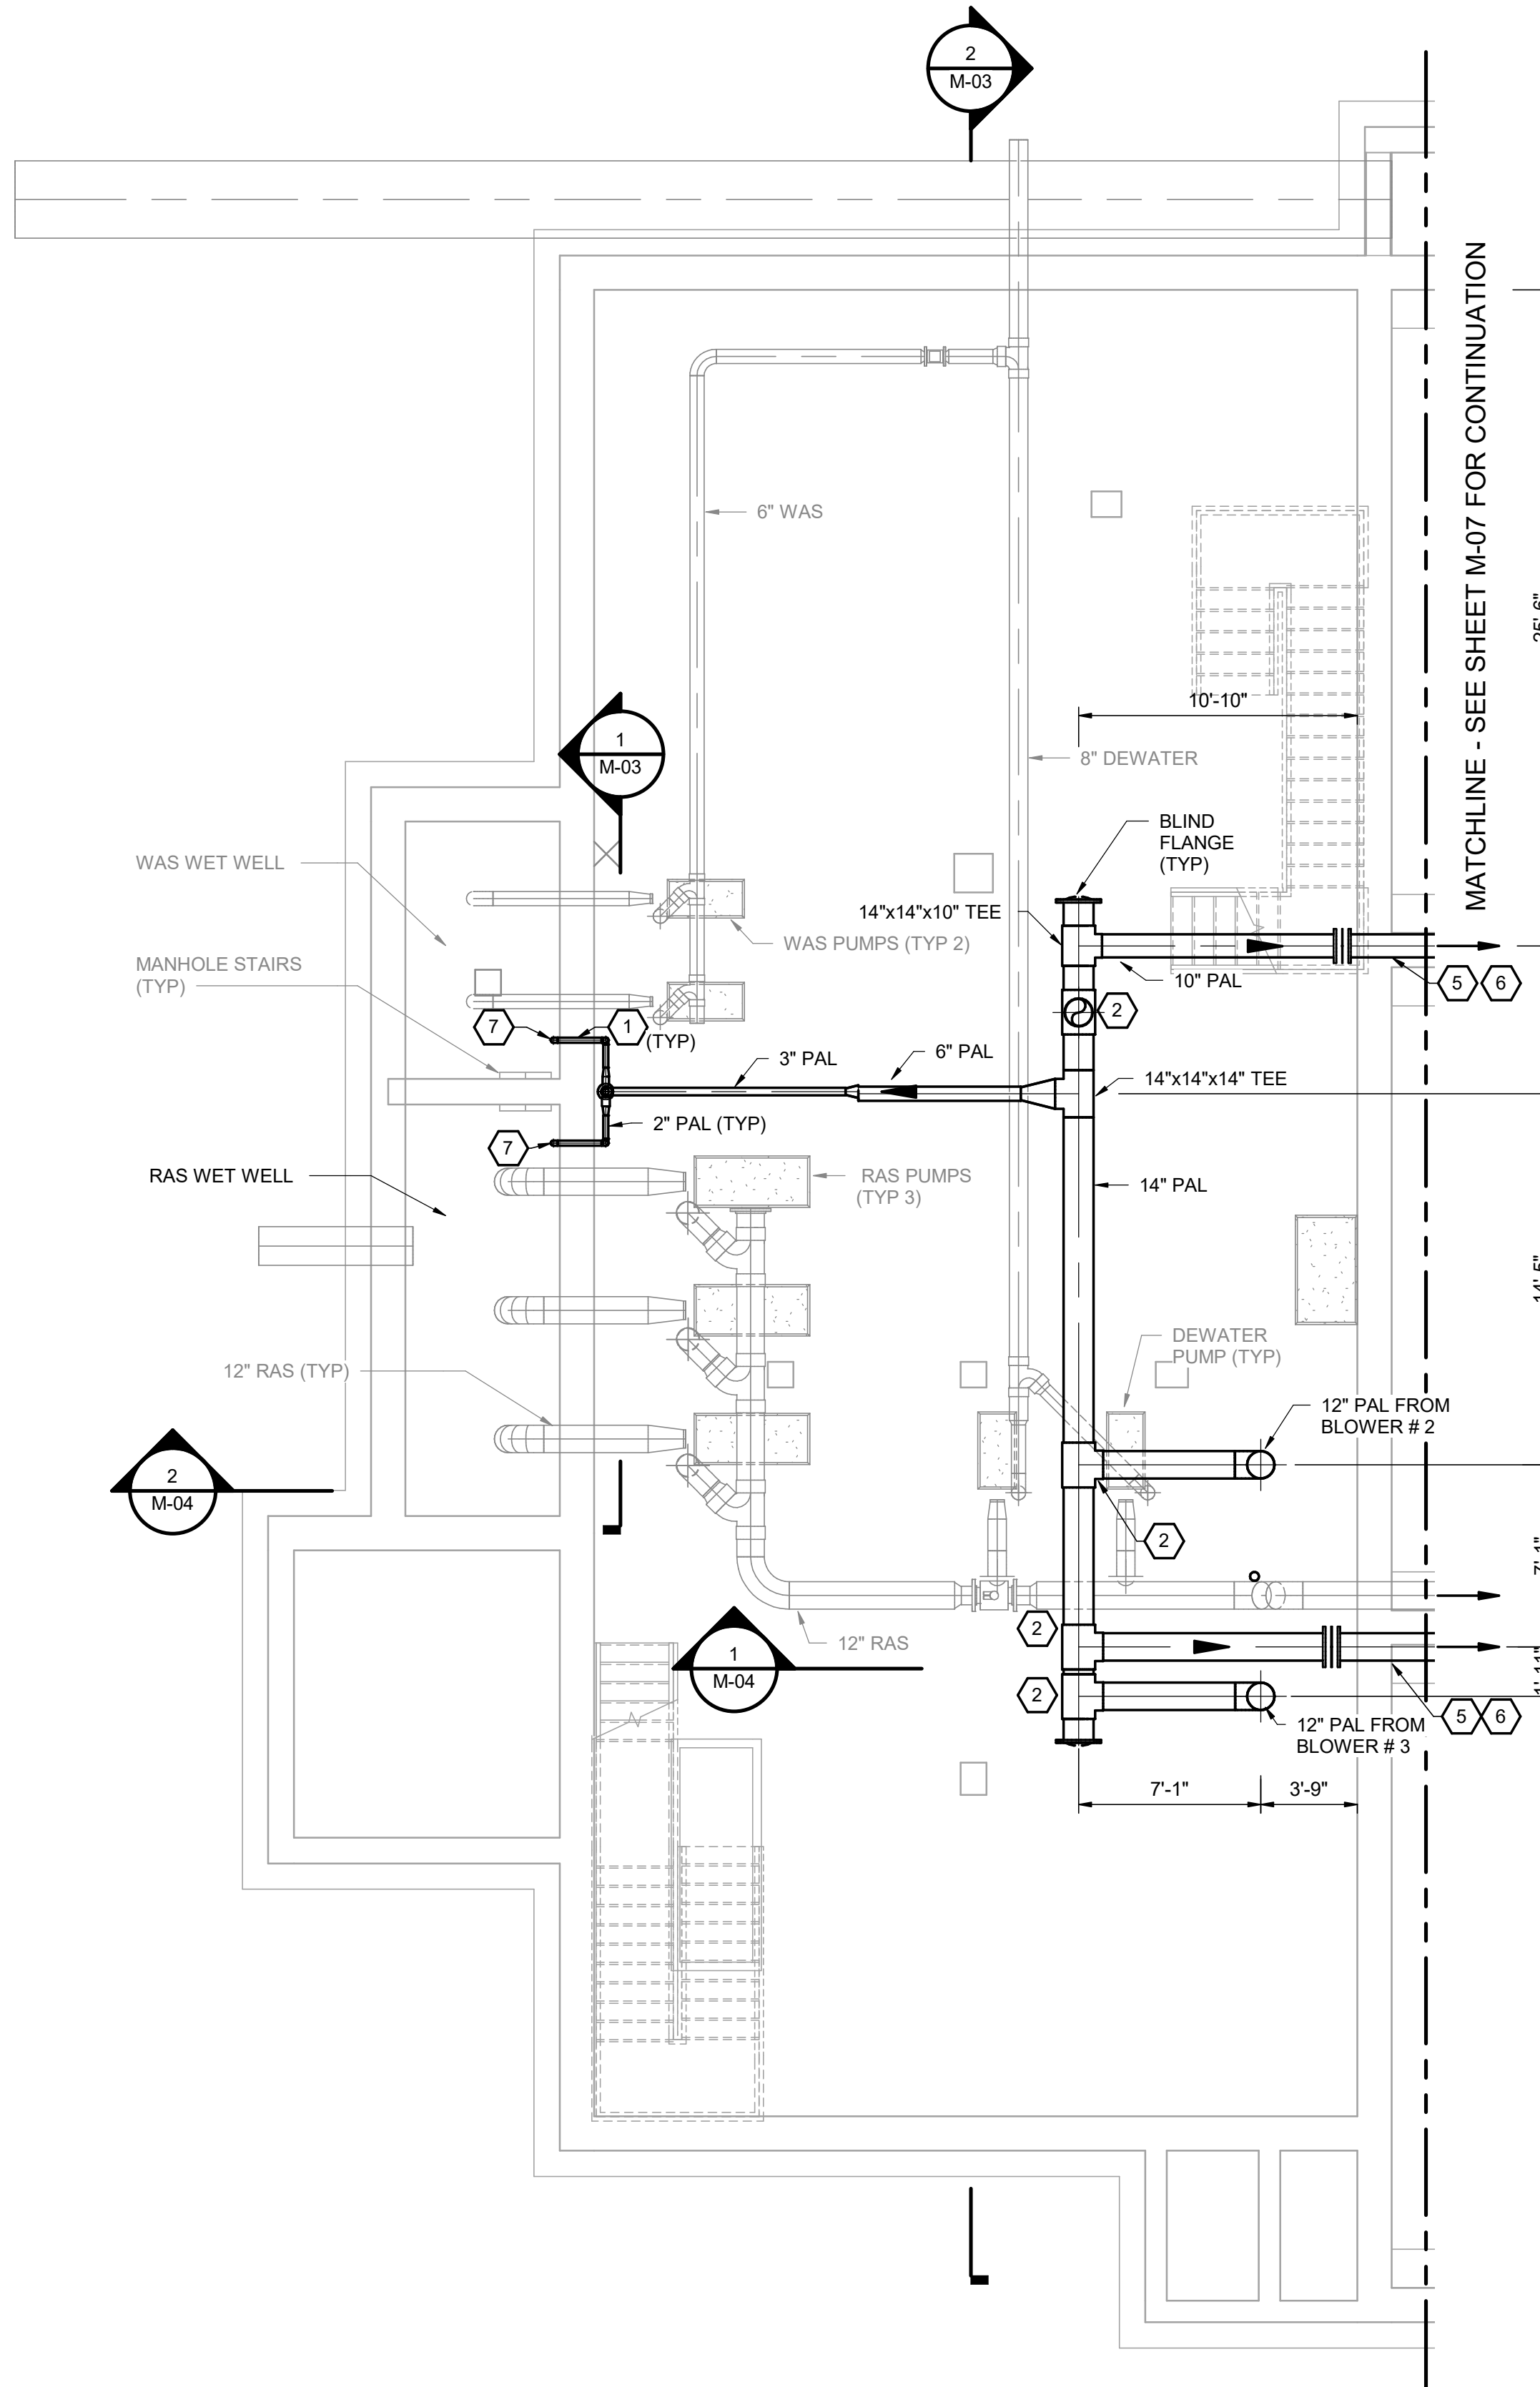 2
M-03
MATCHLINE - SEE SHEET M-07 FOR CONTINUATION
6" WAS
10'-10"
1
M-03
8" DEWATER
BLIND
FLANGE
(TYP)
WAS WET WELL
14"x14"x10" TEE
WAS PUMPS (TYP 2)
MANHOLE STAIRS
(TYP)
10" PAL
5
6
2
7
1
(TYP)
3" PAL
6" PAL
14"x14"x14" TEE
2" PAL (TYP)
7
RAS WET WELL
RAS PUMPS
(TYP 3)
14" PAL
DEWATER
PUMP (TYP)
12" RAS (TYP)
12" PAL FROM
BLOWER # 2
2
M-04
2
2
12" RAS
1
M-04
2
5
6
12" PAL FROM
BLOWER # 3
7'-1"
3'-9"